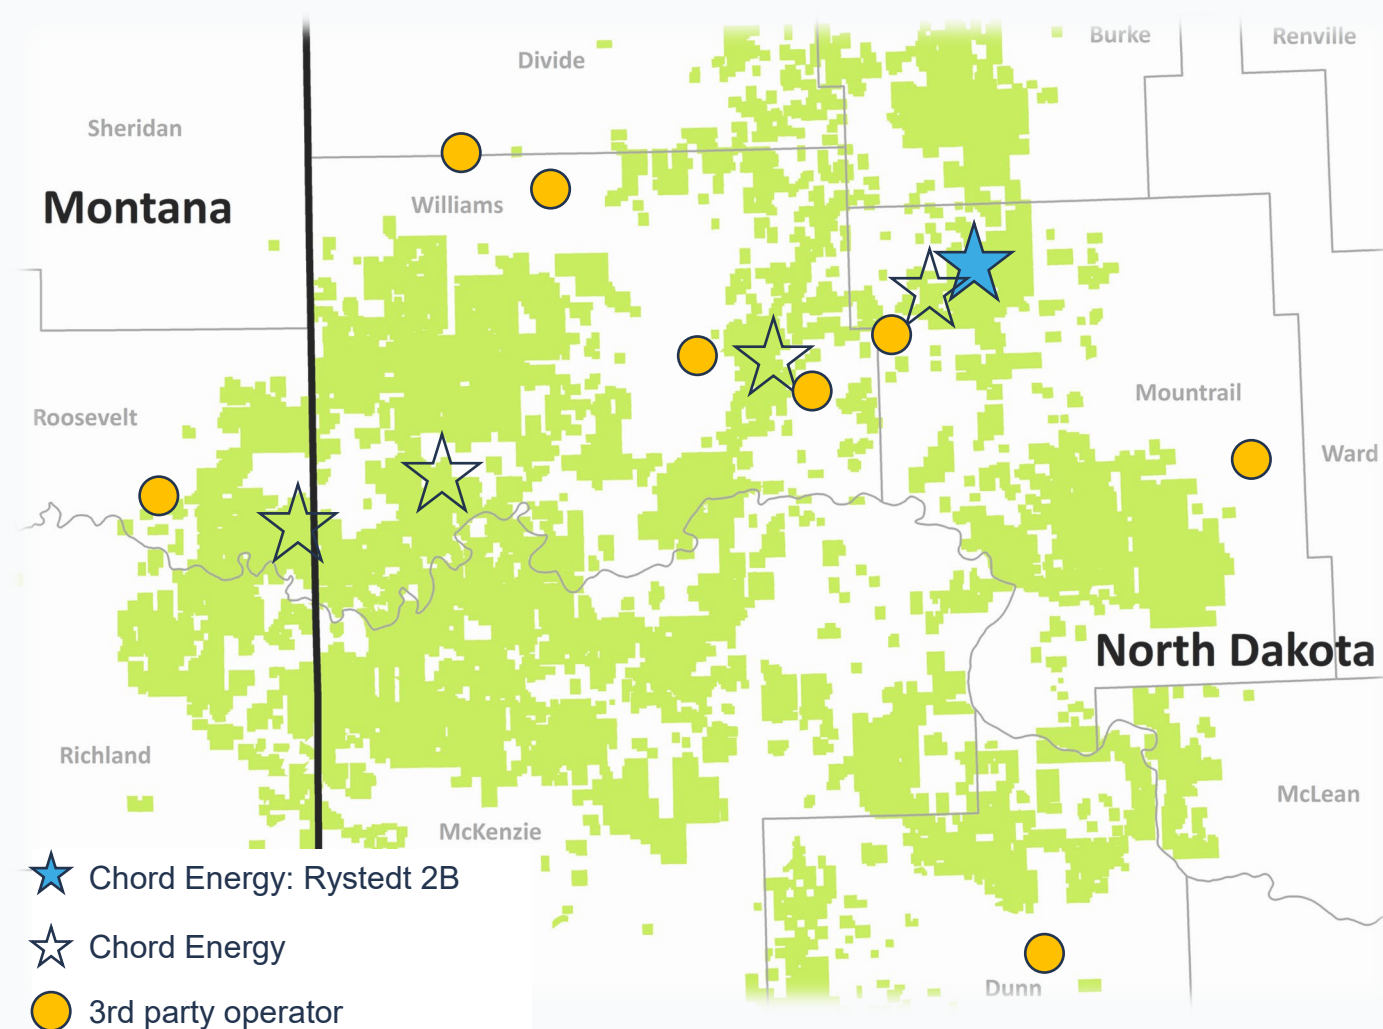 Burke
Renville
Divide
Sheridan
Montana
Williams
Roosevelt
Mountrail
Ward
North Dakota
Richland
McLean
McKenzie
Chord Energy: Rystedt 2B
Chord Energy
Dunn
3rd party operator